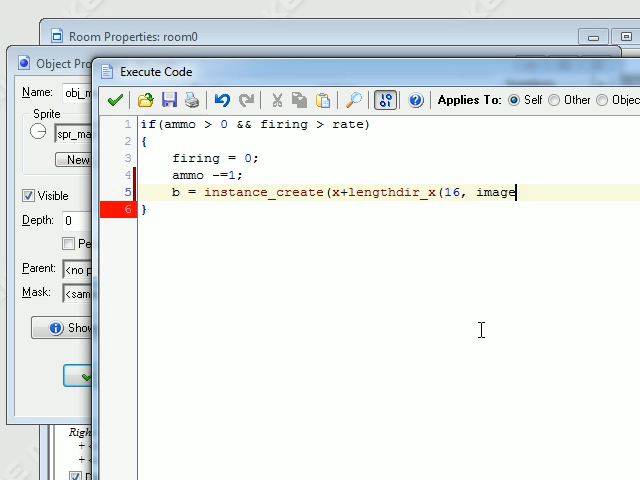 Room Properties: room0
Object Pro
Execute Code
Applies To: Self Other Objec
Name: obj_m
Sprite
spr_ma
New
Visible
Depth: 0
Pe
Parent: <no p
Mask: <sam
Show
1 if(ammo > 0 && firing > rate)
2 {
3 firing = 0;
4 ammo -=1;
5 b = instance_create(x+lengthdir_x(16, image
6 }
Righ
+ <
+ <
D